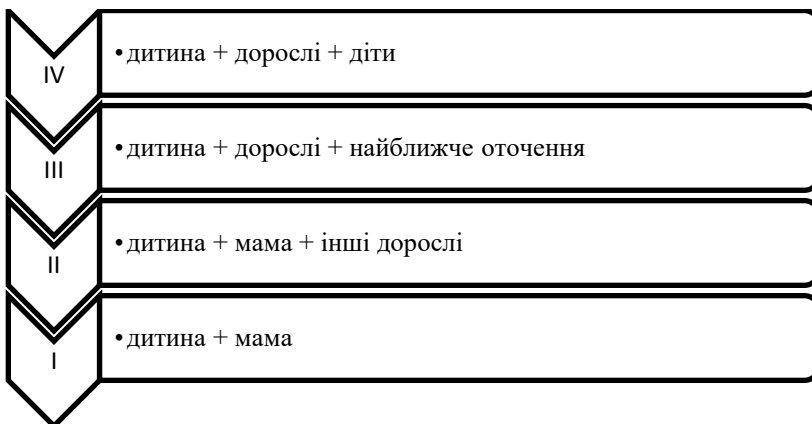 IV
•дитина + дорослі + діти
III
•дитина + дорослі + найближче оточення
II
•дитина + мама + інші дорослі
I
•дитина + мама